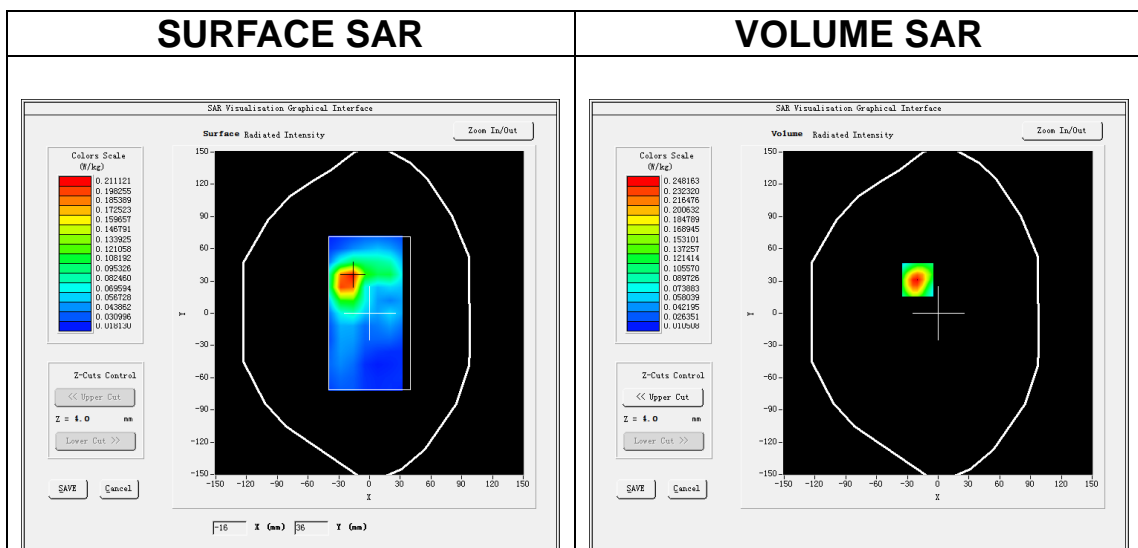 SURFACE SAR
VOLUME SAR
SAR Visualisation Graphical Interface
Surface Radiated Intensity
Zoom In/Out
Colors Scale
(W/kg)
0.211121
0.198255
0.185389
0.172523
0.159657
0.146791
0.133925
0.121058
0.108192
0.095326
0.082460
0.069594
0.056728
0.043862
0.030996
0.018130
150
120
90
60
30
0
-30
-60
-90
-120
-150
Y
-150 -120 -90 -60 -30 0 30 60 90 120 150
X
Z-Cuts Control
<< Upper Cut
Z = 4.0 mm
Lower Cut >>
SAVE Cancel
-16 X (mm) 36 Y (mm)
SAR Visualisation Graphical Interface
Volume Radiated Intensity
Zoom In/Out
Colors Scale
(W/kg)
0.248163
0.232320
0.216476
0.200632
0.184789
0.168945
0.153101
0.137257
0.121414
0.105570
0.089726
0.073883
0.058039
0.042195
0.026351
0.010508
150
120
90
60
30
0
-30
-60
-90
-120
-150
Y
-150 -120 -90 -60 -30 0 30 60 90 120 150
X
Z-Cuts Control
<< Upper Cut
Z = 4.0 mm
Lower Cut >>
SAVE Cancel